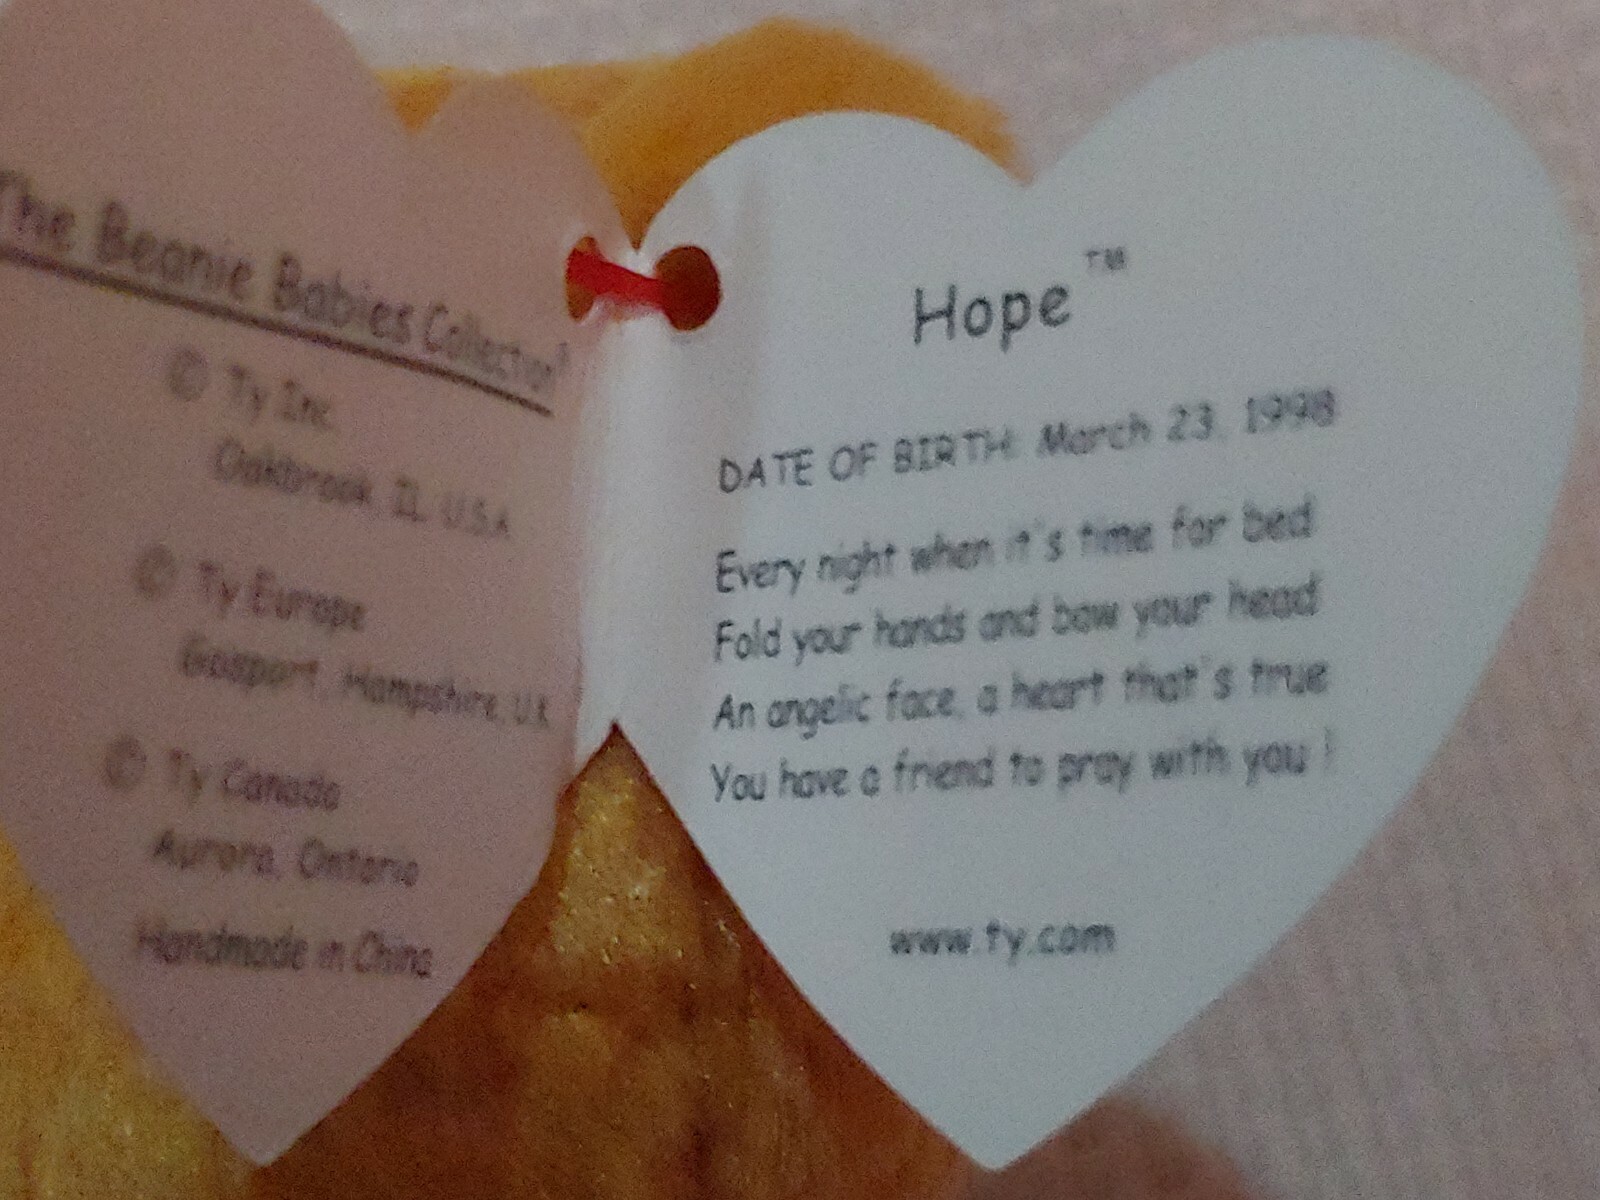 The Beanie Babies Collection®
© Ty Inc.
Oakbrook, IL, U.S.A.
© Ty Europe
Gosport, Hampshire, U.K.
© Ty Canada
Aurora, Ontario
Handmade in China
Hope™
DATE OF BIRTH: March 23, 1998
Every night when it's time for bed
Fold your hands and bow your head
An angelic face, a heart that's true
You have a friend to pray with you!
www.ty.com